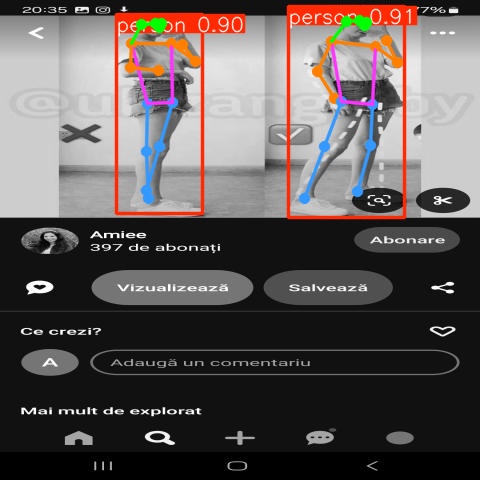 20:35
77%
person 0.90
person 0.91
Amiee
397 de abonați
Abonare
Vizualizează
Salvează
Ce crezi?
A
Adaugă un comentariu
Mai mult de explorat